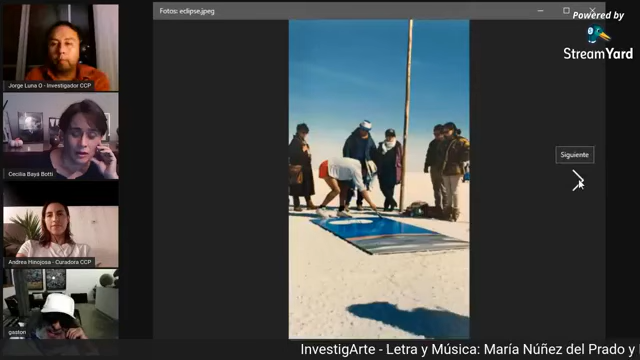 Fotos: eclipse.jpeg
Powered by
StreamYard
Jorge Luna O - Investigador CCP
Siguiente
Cecilia Bayá Botti
Andrea Hinojosa - Curadora CCP
gaston
InvestigArte - Letra y Música: María Núñez del Prado y